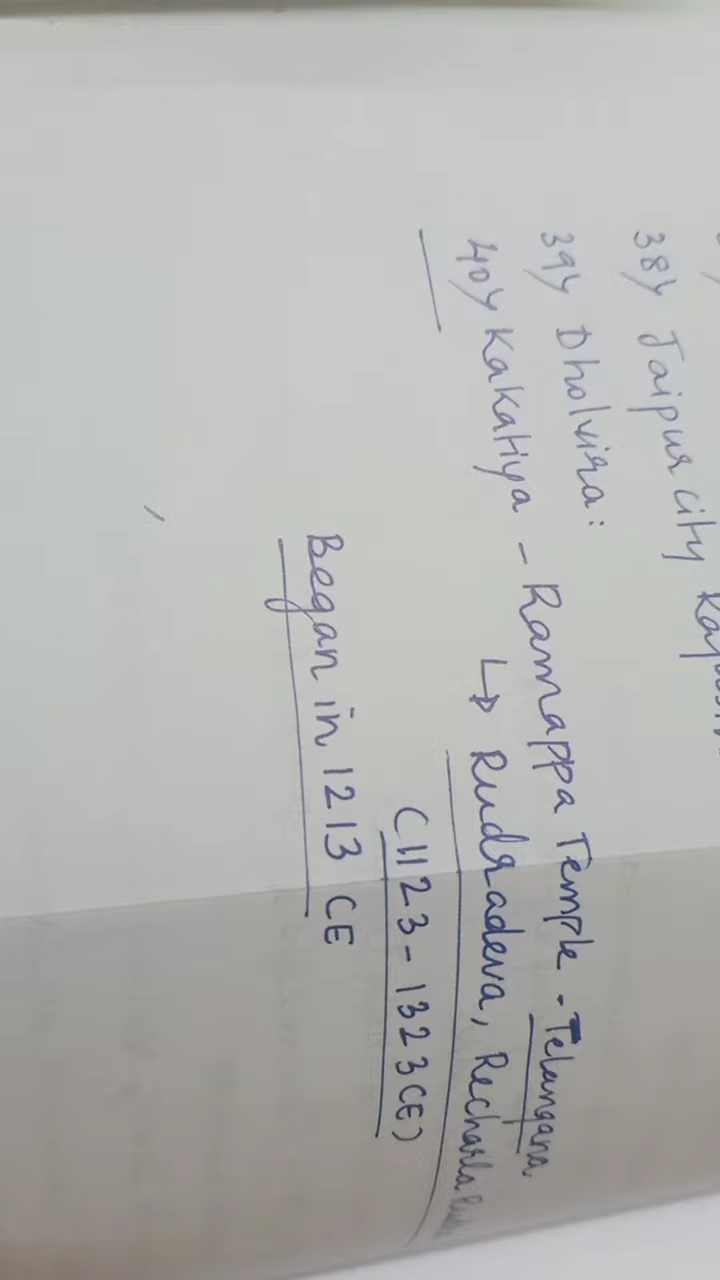 38) Jaipur city
39) Dholvira:
40) Kakatiya - Ramappa Temple - Telangana
↳ Rudradeva, Recharla
(1123-1323 CE)
Began in 1213 CE